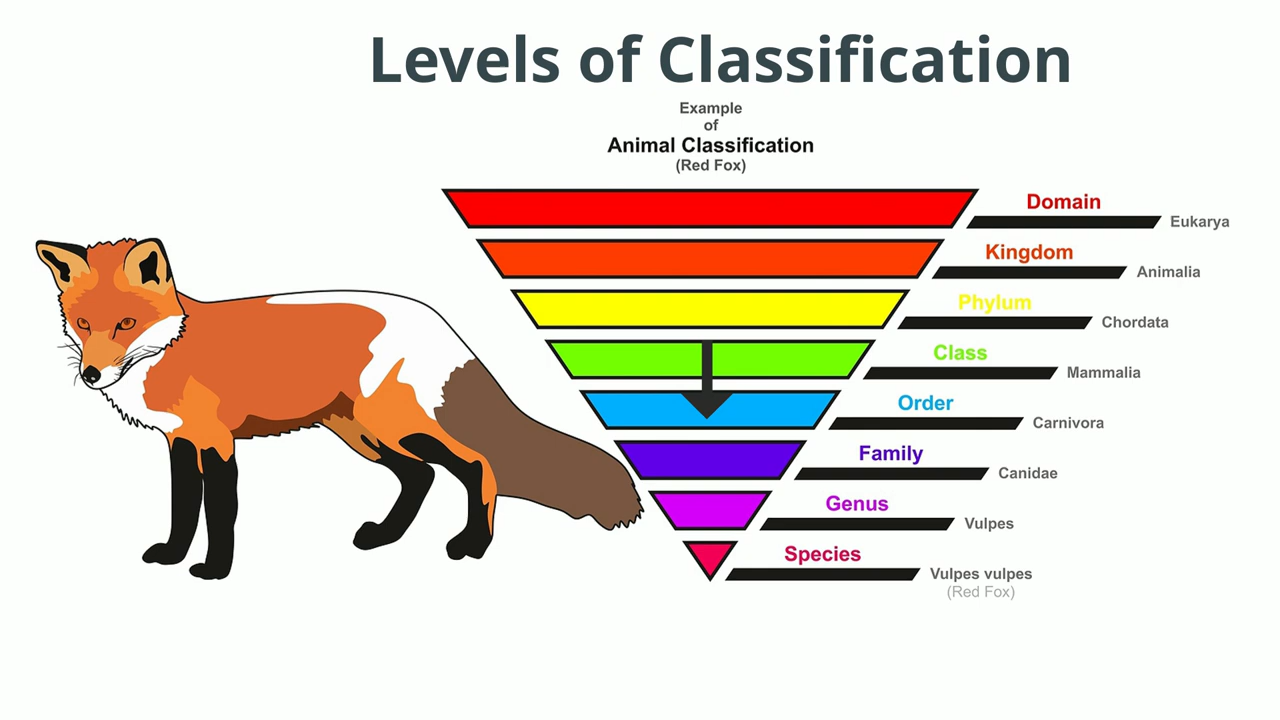 Levels of Classification
Example
of
Animal Classification
(Red Fox)
Domain
Eukarya
Kingdom
Animalia
Phylum
Chordata
Class
Mammalia
Order
Carnivora
Family
Canidae
Genus
Vulpes
Species
Vulpes vulpes
(Red Fox)